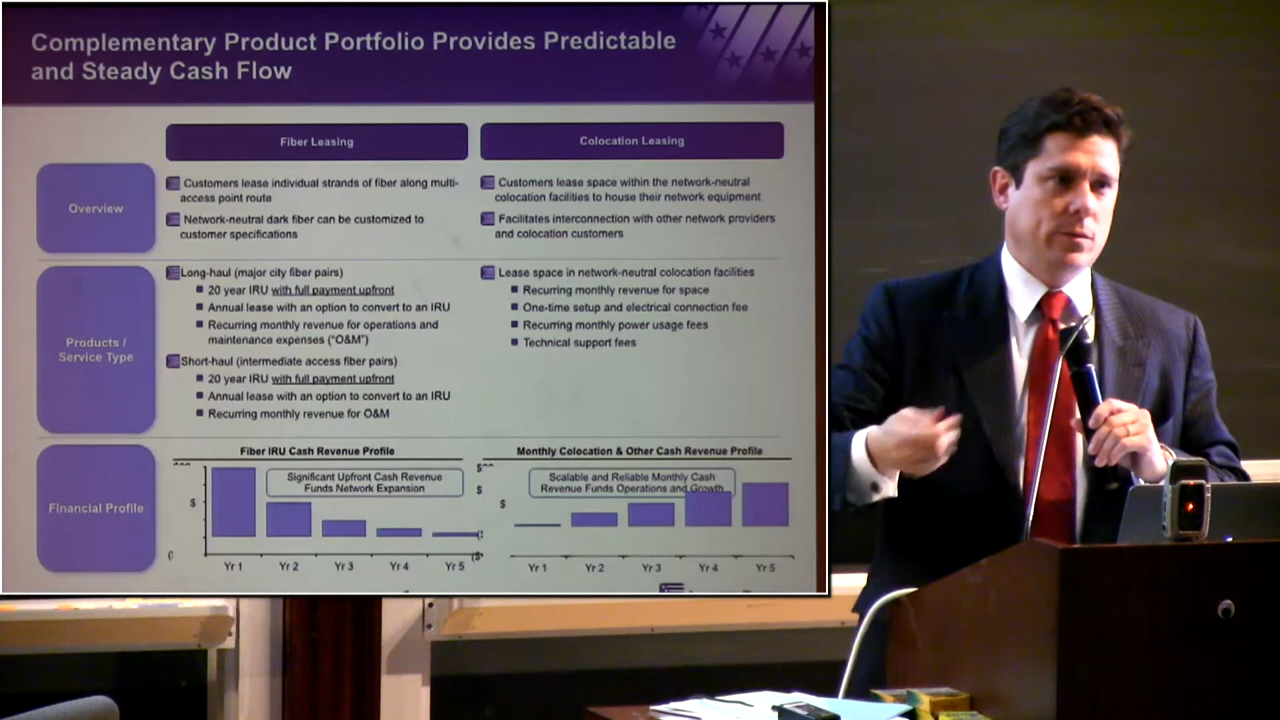 Complementary Product Portfolio Provides Predictable
and Steady Cash Flow
Fiber Leasing
Colocation Leasing
Overview
Customers lease individual strands of fiber along multi-
access point route
Network-neutral dark fiber can be customized to
customer specifications
Customers lease space within the network-neutral
colocation facilities to house their network equipment
Facilitates interconnection with other network providers
and colocation customers
Products /
Service Type
Long-haul (major city fiber pairs)
20 year IRU with full payment upfront
Annual lease with an option to convert to an IRU
Recurring monthly revenue for operations and
maintenance expenses (“O&M”)
Short-haul (intermediate access fiber pairs)
20 year IRU with full payment upfront
Annual lease with an option to convert to an IRU
Recurring monthly revenue for O&M
Lease space in network-neutral colocation facilities
Recurring monthly revenue for space
One-time setup and electrical connection fee
Recurring monthly power usage fees
Technical support fees
Financial Profile
Fiber IRU Cash Revenue Profile
Significant Upfront Cash Revenue
Funds Network Expansion
$
Yr 1 Yr 2 Yr 3 Yr 4 Yr 5
Monthly Colocation & Other Cash Revenue Profile
Scalable and Reliable Monthly Cash
Revenue Funds Operations and Growth
$
$
Yr 1 Yr 2 Yr 3 Yr 4 Yr 5